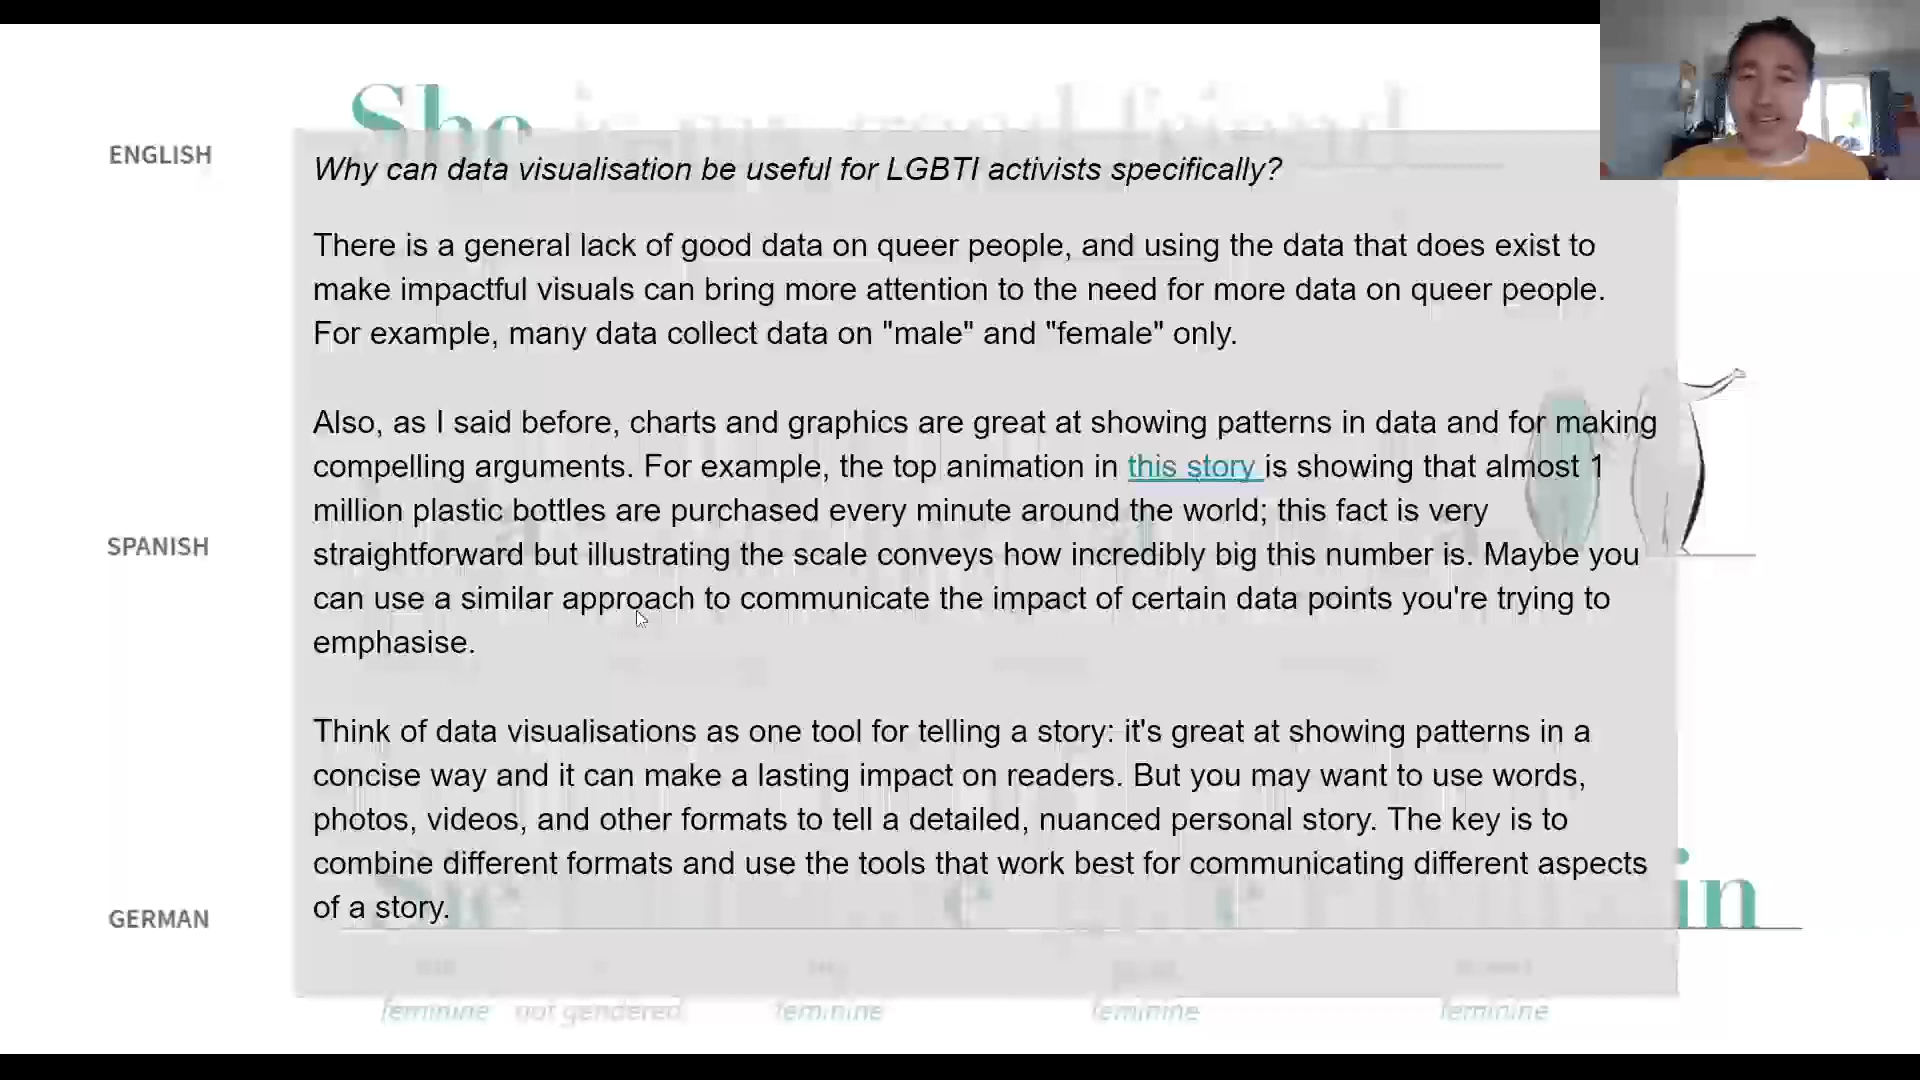 She
ENGLISH
Why can data visualisation be useful for LGBTI activists specifically?
There is a general lack of good data on queer people, and using the data that does exist to
make impactful visuals can bring more attention to the need for more data on queer people.
For example, many data collect data on "male" and "female" only.
Also, as I said before, charts and graphics are great at showing patterns in data and for making
compelling arguments. For example, the top animation in this story is showing that almost 1
million plastic bottles are purchased every minute around the world; this fact is very
SPANISH
straightforward but illustrating the scale conveys how incredibly big this number is. Maybe you
can use a similar approach to communicate the impact of certain data points you're trying to
emphasise.
Think of data visualisations as one tool for telling a story: it's great at showing patterns in a
concise way and it can make a lasting impact on readers. But you may want to use words,
photos, videos, and other formats to tell a detailed, nuanced personal story. The key is to
combine different formats and use the tools that work best for communicating different aspects
of a story.
GERMAN
in
feminine not gendered feminine feminine feminine